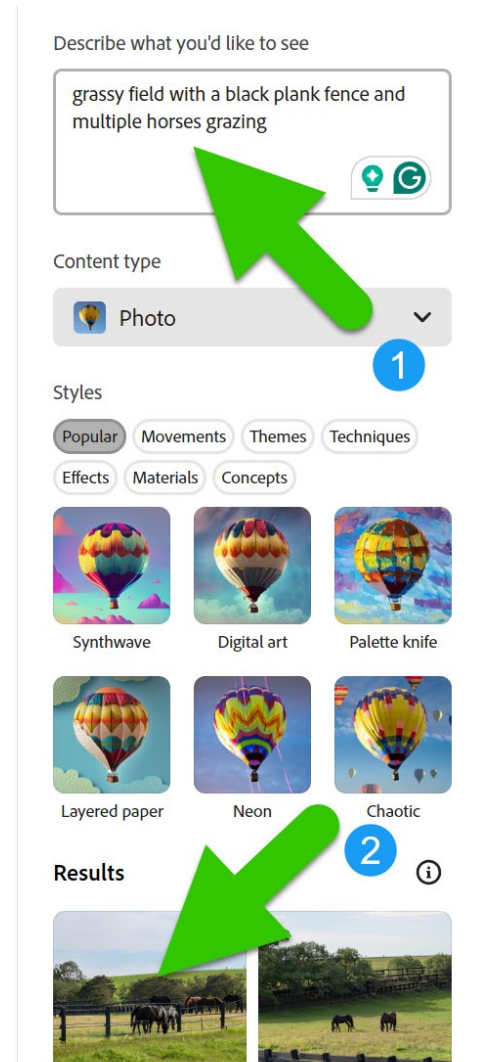 Describe what you'd like to see
grassy field with a black plank fence and
multiple horses grazing
G
Content type
Photo
1
Styles
Popular Movements Themes Techniques
Effects Materials Concepts
Synthwave Digital art Palette knife
Layered paper Neon Chaotic
2
Results